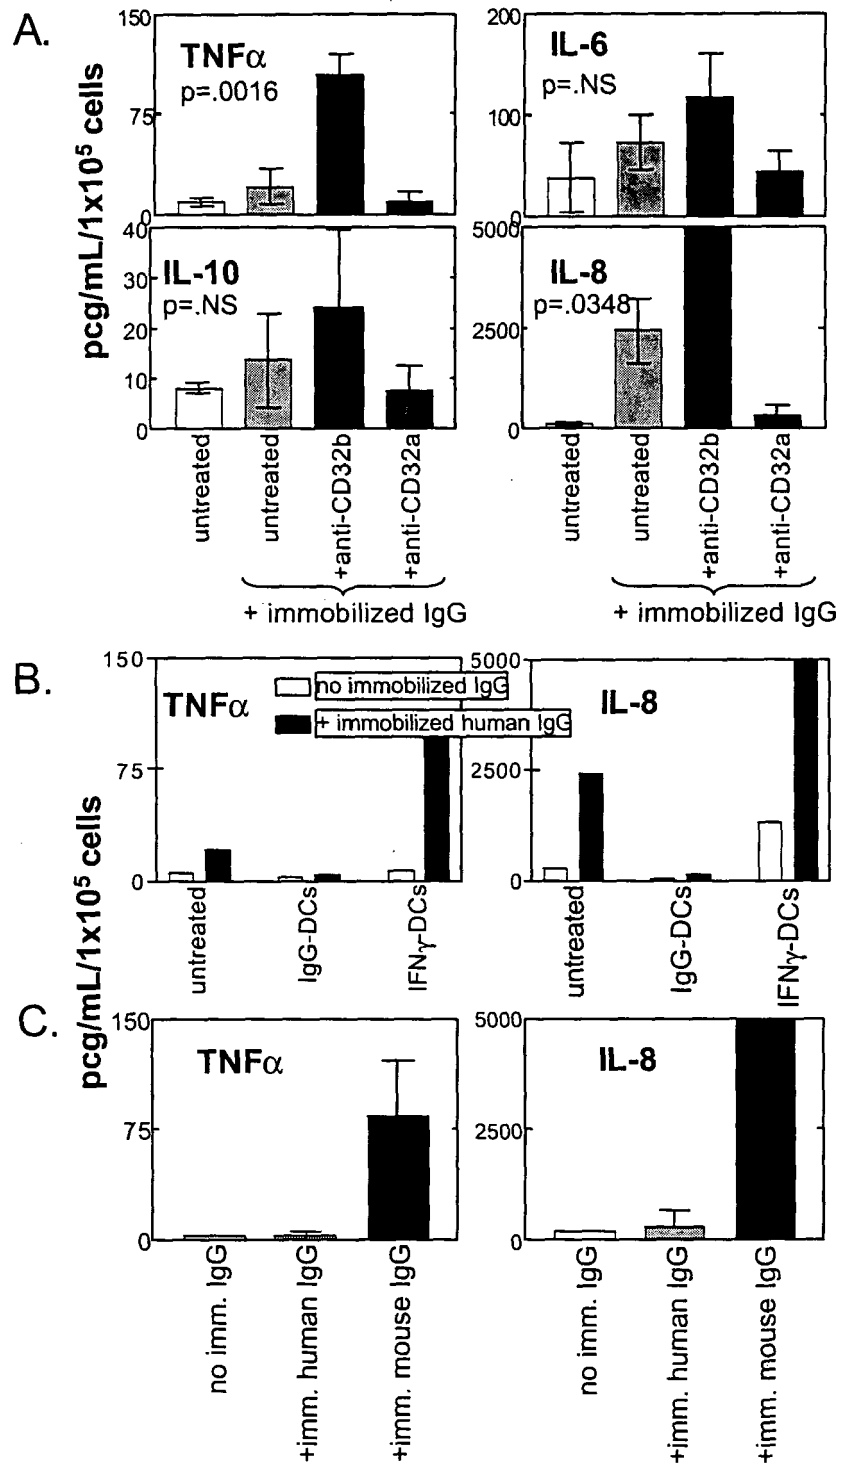 A.
pcg/mL/1x10⁵ cells
150
75
0
TNFα
p=.0016
200
100
0
IL-6
p=.NS
40
30
20
10
0
IL-10
p=.NS
5000
2500
0
IL-8
p=.0348
untreated
untreated
+anti-CD32b
+anti-CD32a
+ immobilized IgG
untreated
untreated
+anti-CD32b
+anti-CD32a
+ immobilized IgG
B.
pcg/mL/1x10⁵ cells
150
75
0
TNFα
no immobilized IgG
+ immobilized human IgG
5000
2500
0
IL-8
untreated
IgG-DCs
IFNγ-DCs
untreated
IgG-DCs
IFNγ-DCs
C.
150
75
0
TNFα
5000
2500
0
IL-8
no imm. IgG
+imm. human IgG
+imm. mouse IgG
no imm. IgG
+imm. human IgG
+imm. mouse IgG